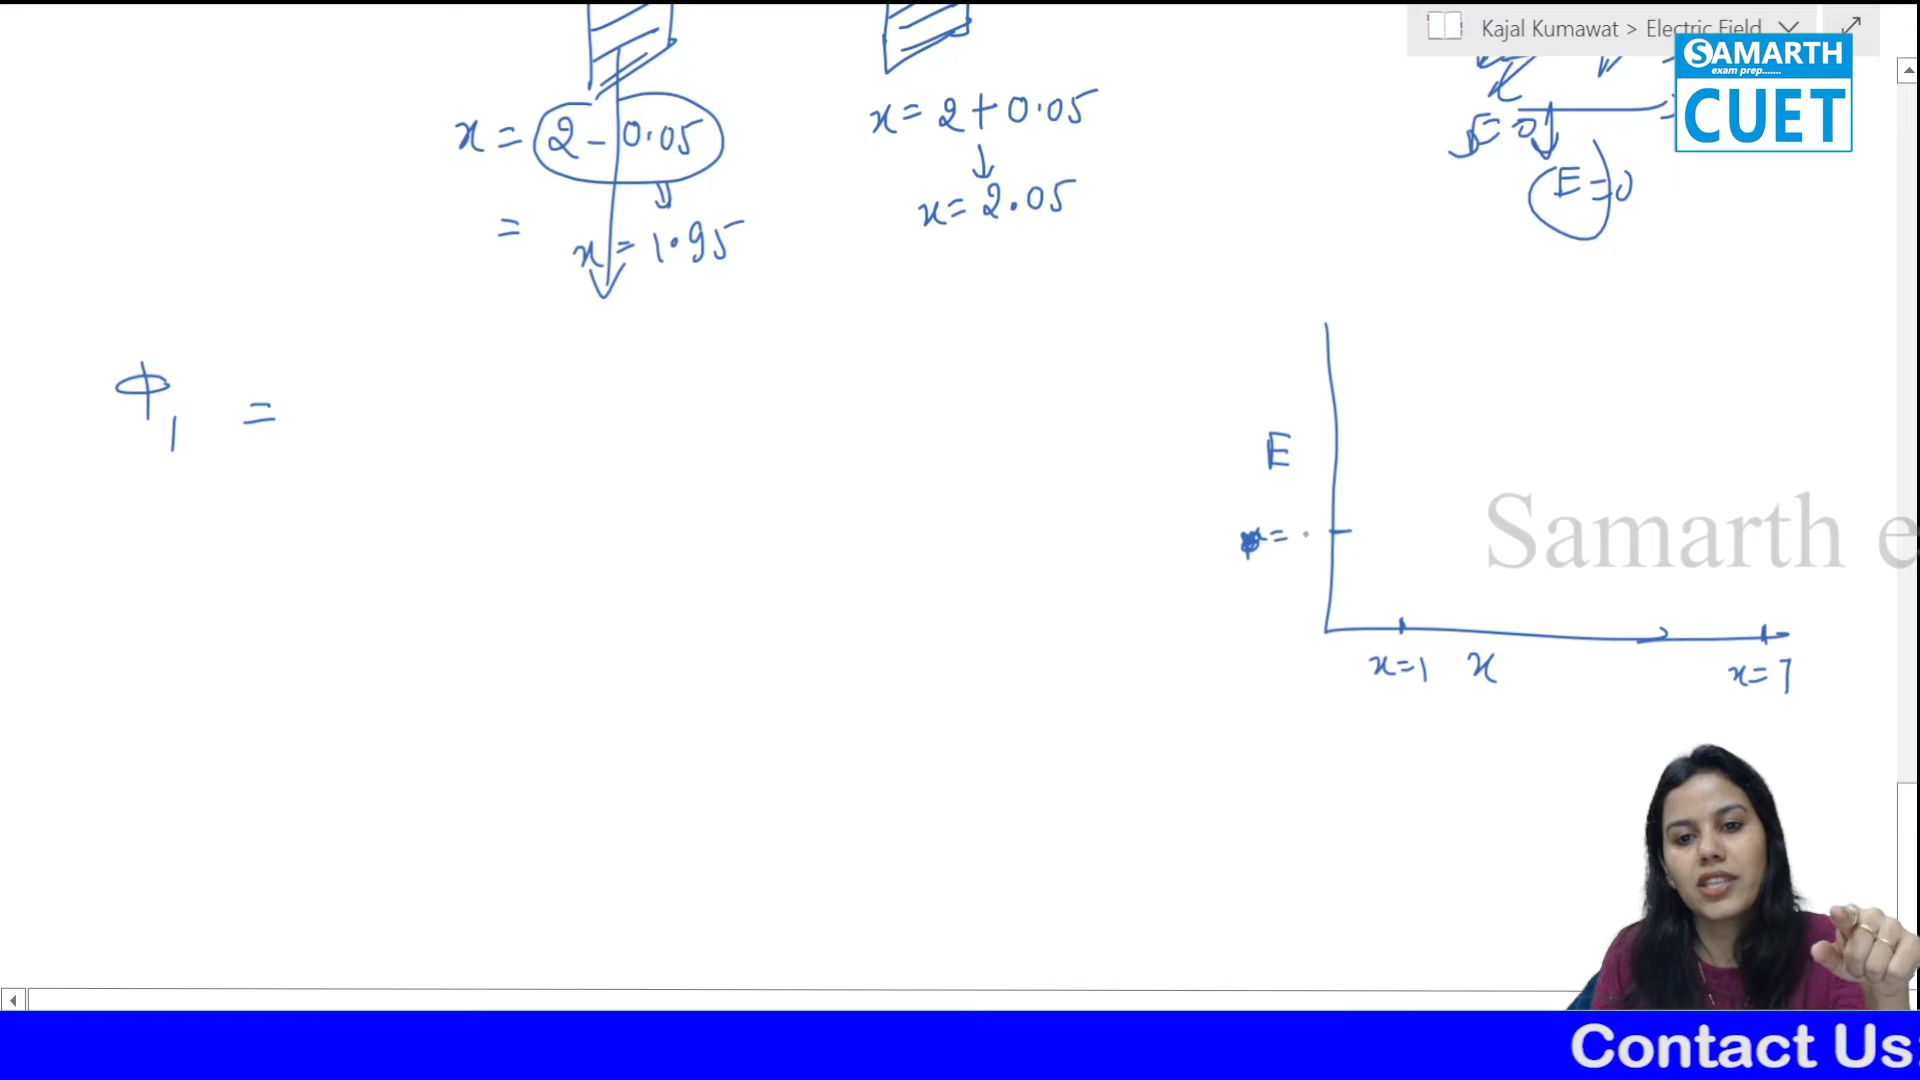 Kajal Kumawat > Electric Field
SAMARTH
exam prep.......
CUET
x = 2 - 0.05
x = 2 + 0.05
E = 0
=
x = 1.95
x = 2.05
Φ1 =
E
=
x=1
x
x=7
Samarth e
Contact Us: